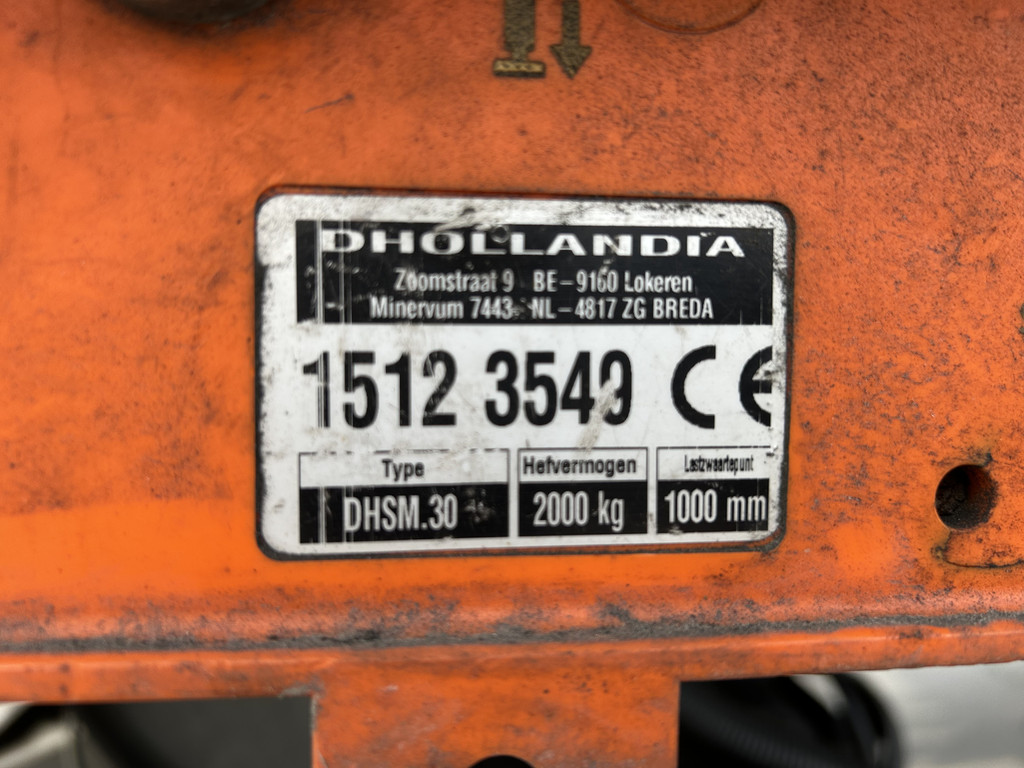 DHOLLANDIA
Zoomstraat 9 BE-9160 Lokeren
Minervum 7443- NL-4817 ZG BREDA
1512 3549 CE
Type Hefvermogen Lastzwaartepunt
DHSM.30 2000 kg 1000 mm